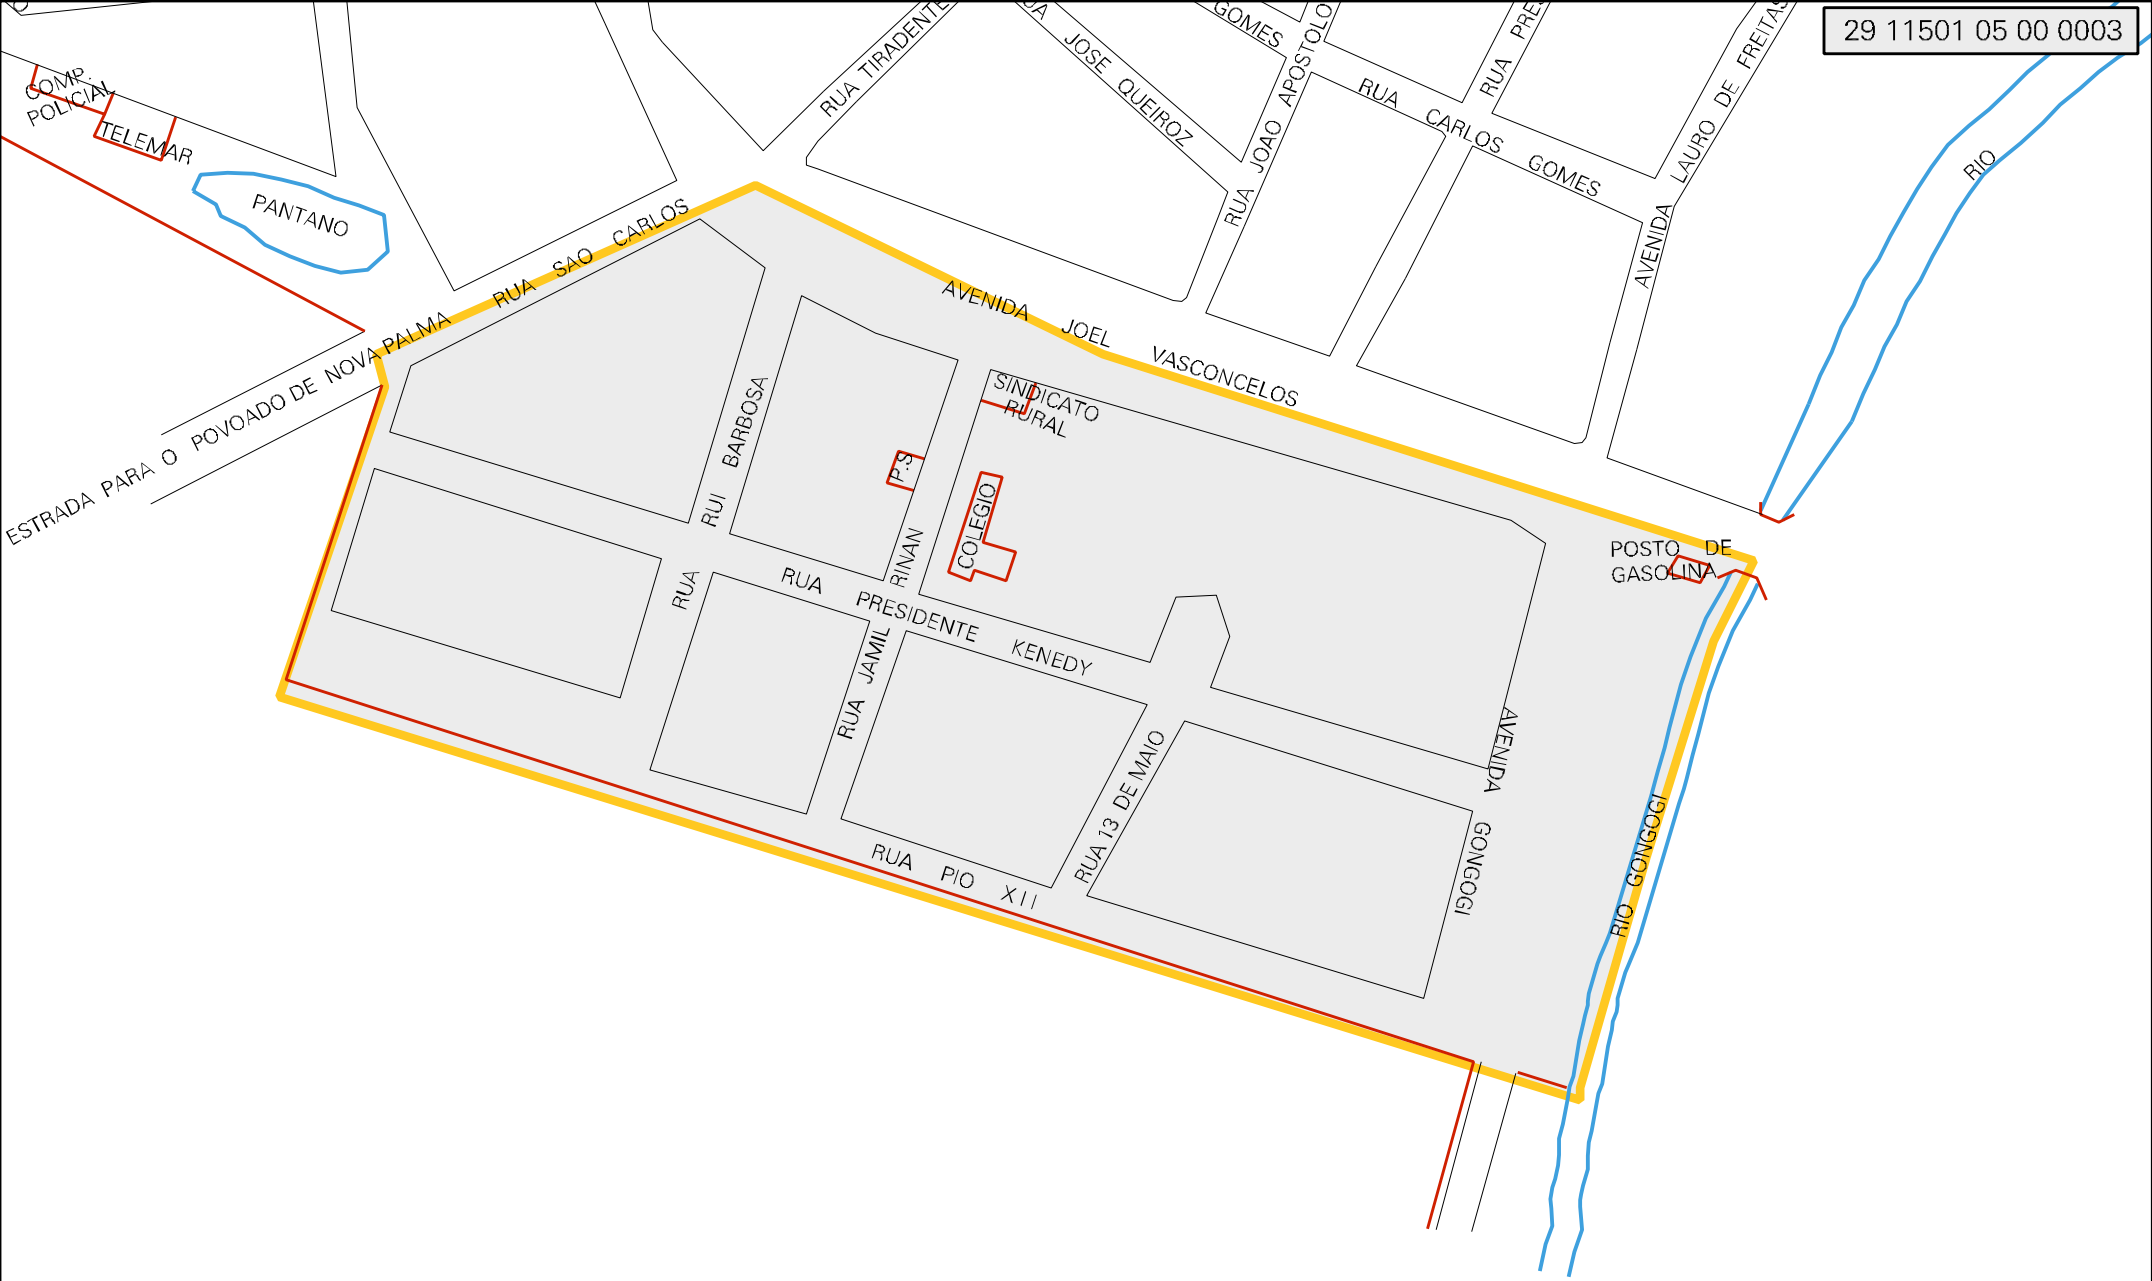 29 11501 05 00 0003
COMP.
POLICIAL
TELEMAR
PANTANO
RUA TIRADENTE
JOSE QUEIROZ
GOMES
RUA JOAO APOSTOLO
RUA PRES
RUA CARLOS GOMES
AVENIDA LAURO DE FREITAS
RIO
RUA SAO CARLOS
ESTRADA PARA O POVOADO DE NOVA PALMA
AVENIDA JOEL VASCONCELOS
SINDICATO
RURAL
P.S
COLEGIO
RUA RUI BARBOSA
RUA JAMIL RINAN
RUA PRESIDENTE KENEDY
RUA 13 DE MAIO
RUA PIO XII
AVENIDA GONGOGI
POSTO DE
GASOLINA
RIO GONGOGI